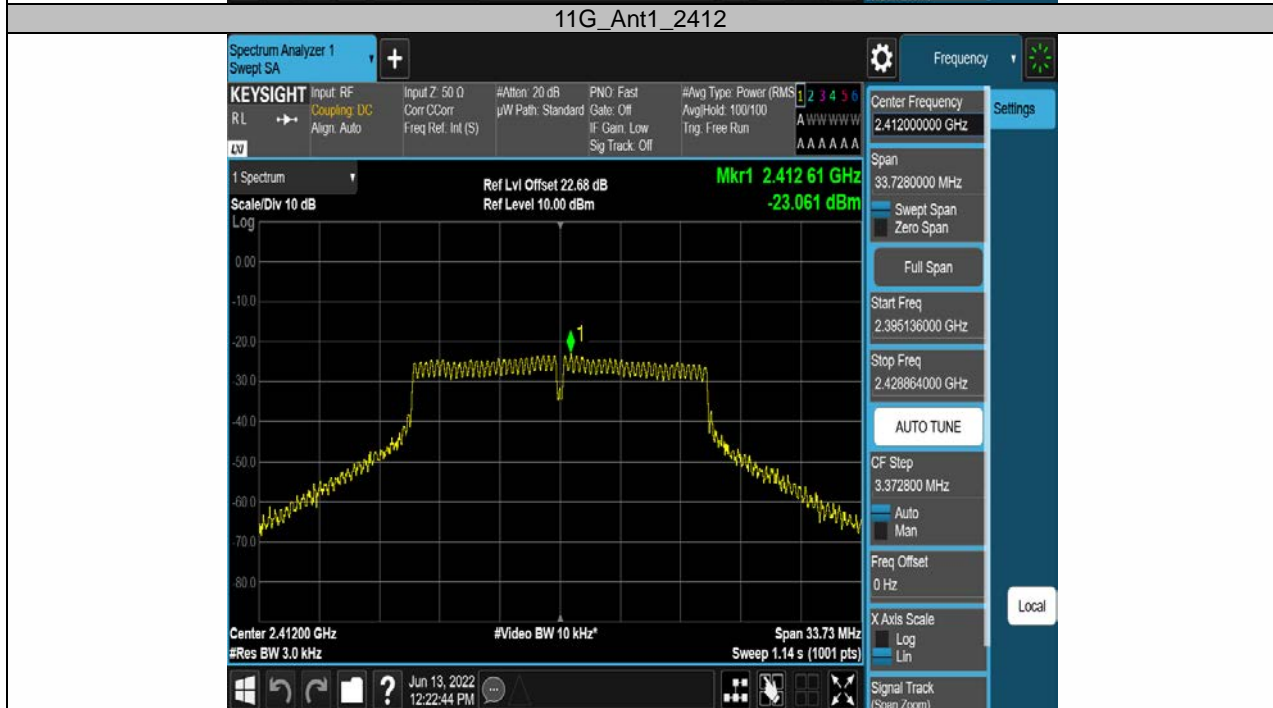 11G_Ant1_2412
Spectrum Analyzer 1
Swept SA
+
Frequency
KEYSIGHT
RL
LXI
Input: RF
Coupling: DC
Align: Auto
Input Z: 50 Ω
Corr CCorr
Freq Ref: Int (S)
#Atten: 20 dB
µW Path: Standard
PNO: Fast
Gate: Off
IF Gain: Low
Sig Track: Off
#Avg Type: Power (RMS
Avg|Hold: 100/100
Trig: Free Run
1 2 3 4 5 6
A W W W W W
A A A A A A
1 Spectrum
Scale/Div 10 dB
Log
Ref Lvl Offset 22.68 dB
Ref Level 10.00 dBm
Mkr1 2.412 61 GHz
-23.061 dBm
0.00
-10.0
-20.0
-30.0
-40.0
-50.0
-60.0
-70.0
-80.0
1
Center 2.41200 GHz
#Res BW 3.0 kHz
#Video BW 10 kHz*
Span 33.73 MHz
Sweep 1.14 s (1001 pts)
Center Frequency
2.412000000 GHz
Settings
Span
33.7280000 MHz
Swept Span
Zero Span
Full Span
Start Freq
2.395136000 GHz
Stop Freq
2.428864000 GHz
AUTO TUNE
CF Step
3.372800 MHz
Auto
Man
Freq Offset
0 Hz
X Axis Scale
Log
Lin
Local
Signal Track
(Span Zoom)
?
Jun 13, 2022
12:22:44 PM